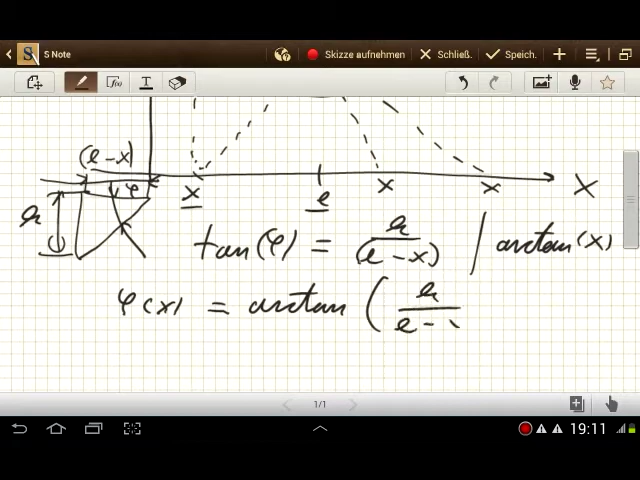 S Note
Skizze aufnehmen
Schließ.
Speich.
f(x)
T
(l-x)
φ
x
l
x
x
X
h
tan(φ) = h/(l-x) | arctan(x)
φ(x) = arctan ( h/(l-x
1/1
19:11